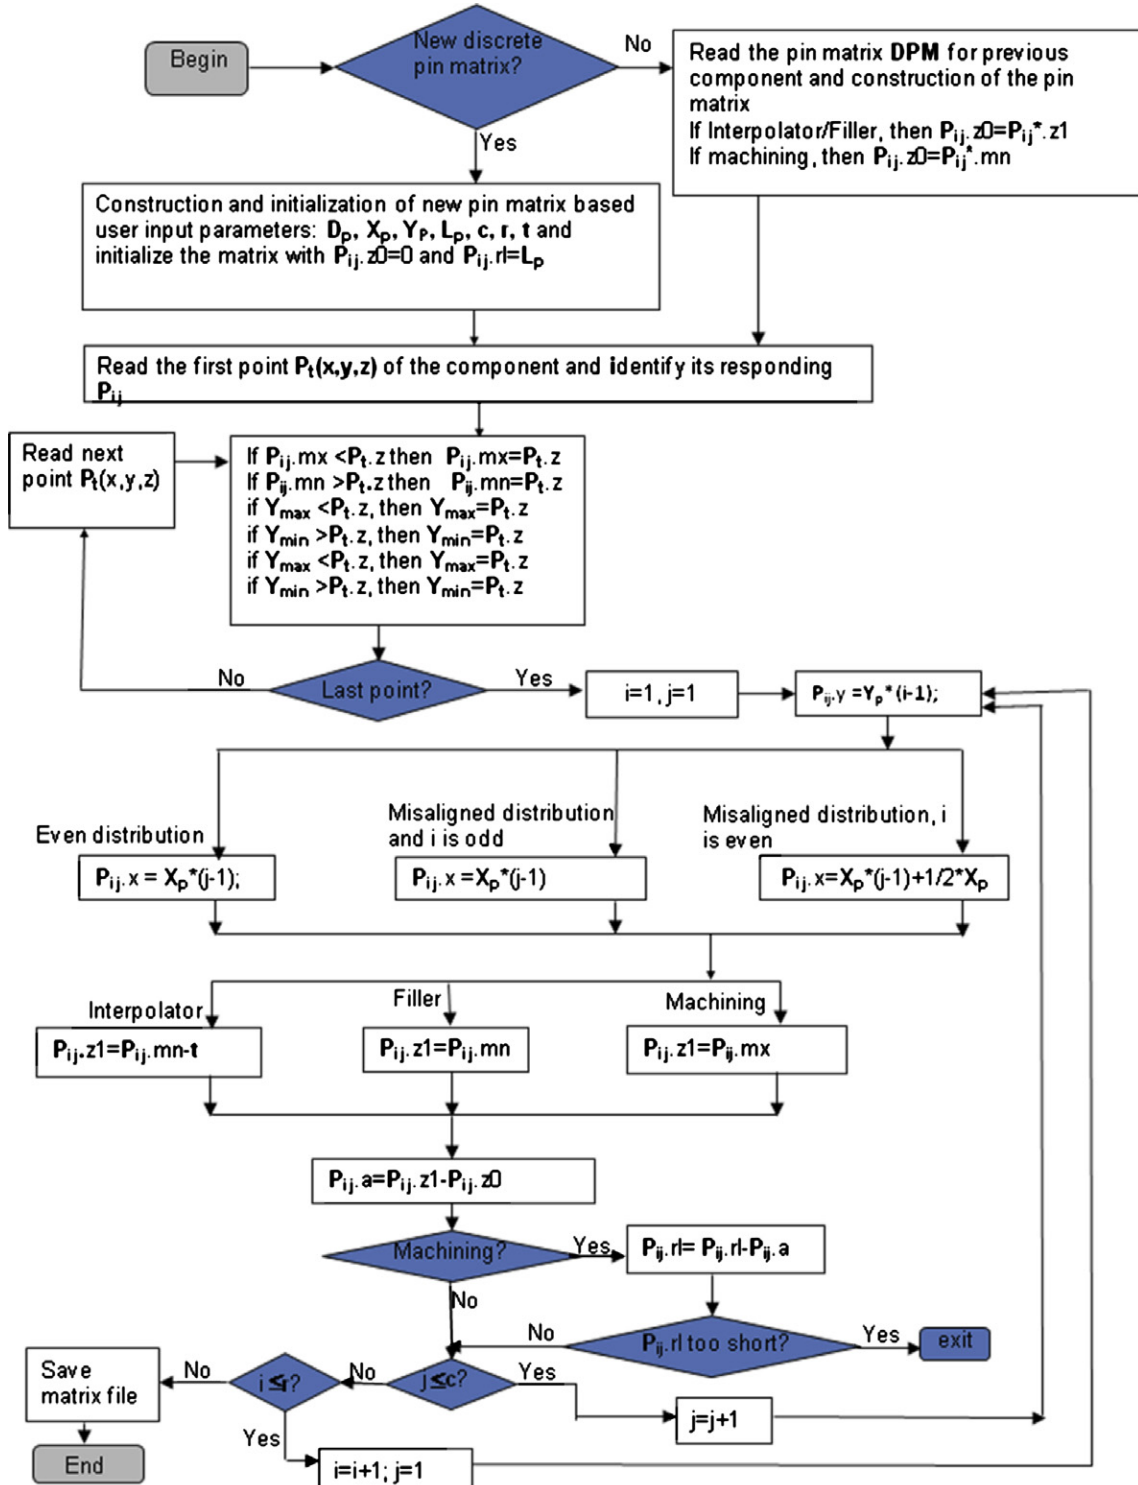 Begin
New discrete
pin matrix?
No
Read the pin matrix DPM for previous
component and construction of the pin
matrix
If Interpolator/Filler, then Pij.z0=Pij*.z1
If machining, then Pij.z0=Pij*.mn
Yes
Construction and initialization of new pin matrix based
user input parameters: Dp, Xp, YP, Lp, c, r, t and
initialize the matrix with Pij.z0=0 and Pij.rl=Lp
Read the first point Pt(x,y,z) of the component and identify its responding
Pij
Read next
point Pt(x,y,z)
If Pij.mx <Pt.z then Pij.mx=Pt.z
If Pij.mn >Pt.z then Pij.mn=Pt.z
if Ymax <Pt.z, then Ymax=Pt.z
if Ymin >Pt.z, then Ymin=Pt.z
if Ymax <Pt.z, then Ymax=Pt.z
if Ymin >Pt.z, then Ymin=Pt.z
No
Last point?
Yes
i=1, j=1
Pij.y =Yp*(i-1);
Even distribution
Misaligned distribution
and i is odd
Misaligned distribution, i
is even
Pij.x = Xp*(j-1);
Pij.x =Xp*(j-1)
Pij.x=Xp*(j-1)+1/2*Xp
Interpolator
Filler
Machining
Pij.z1=Pij.mn-t
Pij.z1=Pij.mn
Pij.z1=Pij.mx
Pij.a=Pij.z1-Pij.z0
Machining?
Yes
Pij.rl= Pij.rl-Pij.a
No
No
Pij.rl too short?
Yes
exit
Save
matrix file
No
i ≤r?
No
j≤c?
Yes
j=j+1
Yes
End
i=i+1; j=1